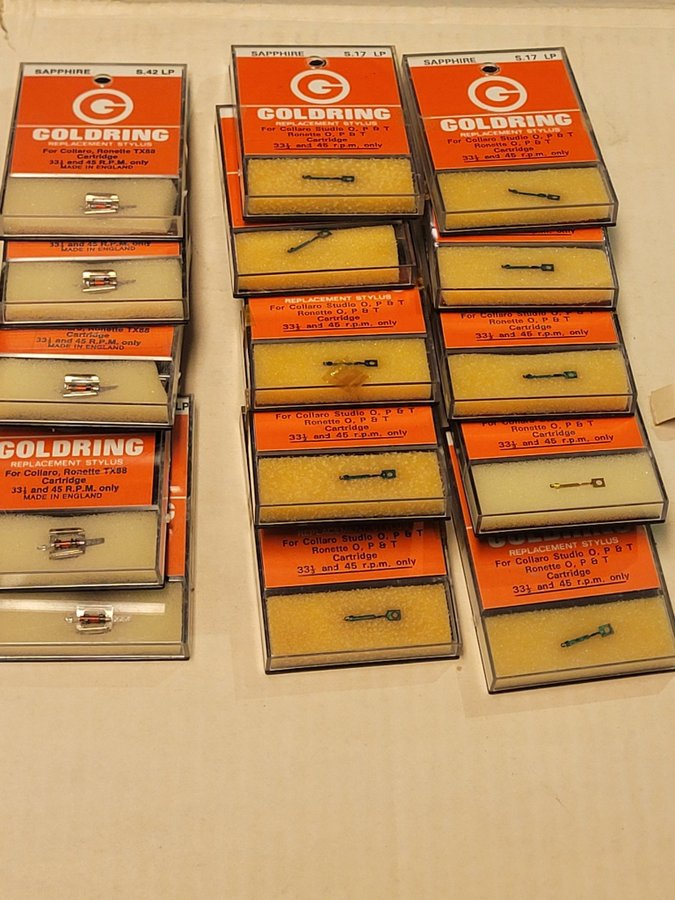 SAPPHIRE S.42 LP
G
GOLDRING
REPLACEMENT STYLUS
For Collaro, Ronette TX88
Cartridge
33⅓ and 45 R.P.M. only
MADE IN ENGLAND
33⅓ and 45 R.P.M. only
MADE IN ENGLAND
Ronette TX88
Cartridge
33⅓ and 45 R.P.M. only
MADE IN ENGLAND
GOLDRING
REPLACEMENT STYLUS
For Collaro, Ronette TX88
Cartridge
33⅓ and 45 R.P.M. only
MADE IN ENGLAND
SAPPHIRE S.17 LP
G
GOLDRING
REPLACEMENT STYLUS
For Collaro Studio O, P & T
Ronette O, P & T
Cartridge
33⅓ and 45 r.p.m. only
REPLACEMENT STYLUS
For Collaro Studio O, P & T
Ronette O, P & T
Cartridge
33⅓ and 45 r.p.m. only
For Collaro Studio O, P & T
Ronette O, P & T
Cartridge
33⅓ and 45 r.p.m. only
For Collaro Studio O, P & T
Ronette O, P & T
Cartridge
33⅓ and 45 r.p.m. only
SAPPHIRE S.17 LP
G
GOLDRING
REPLACEMENT STYLUS
For Collaro Studio O, P & T
Ronette O, P & T
Cartridge
33⅓ and 45 r.p.m. only
Ronette O, P & T
Cartridge
33⅓ and 45 r.p.m. only
For Collaro Studio O, P & T
Ronette O, P & T
Cartridge
33⅓ and 45 r.p.m. only
GOLDRING
REPLACEMENT STYLUS
For Collaro Studio O, P & T
Ronette O, P & T
Cartridge
33⅓ and 45 r.p.m. only